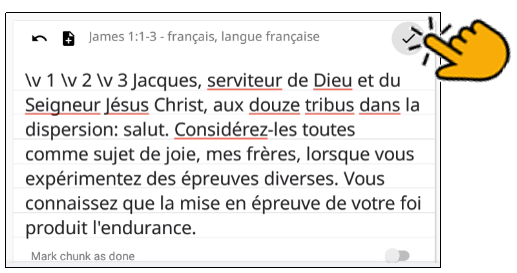 James 1:1-3 - français, langue française
\v 1 \v 2 \v 3 Jacques, serviteur de Dieu et du
Seigneur Jésus Christ, aux douze tribus dans la
dispersion: salut. Considérez-les toutes
comme sujet de joie, mes frères, lorsque vous
expérimentez des épreuves diverses. Vous
connaissez que la mise en épreuve de votre foi
produit l'endurance.
Mark chunk as done